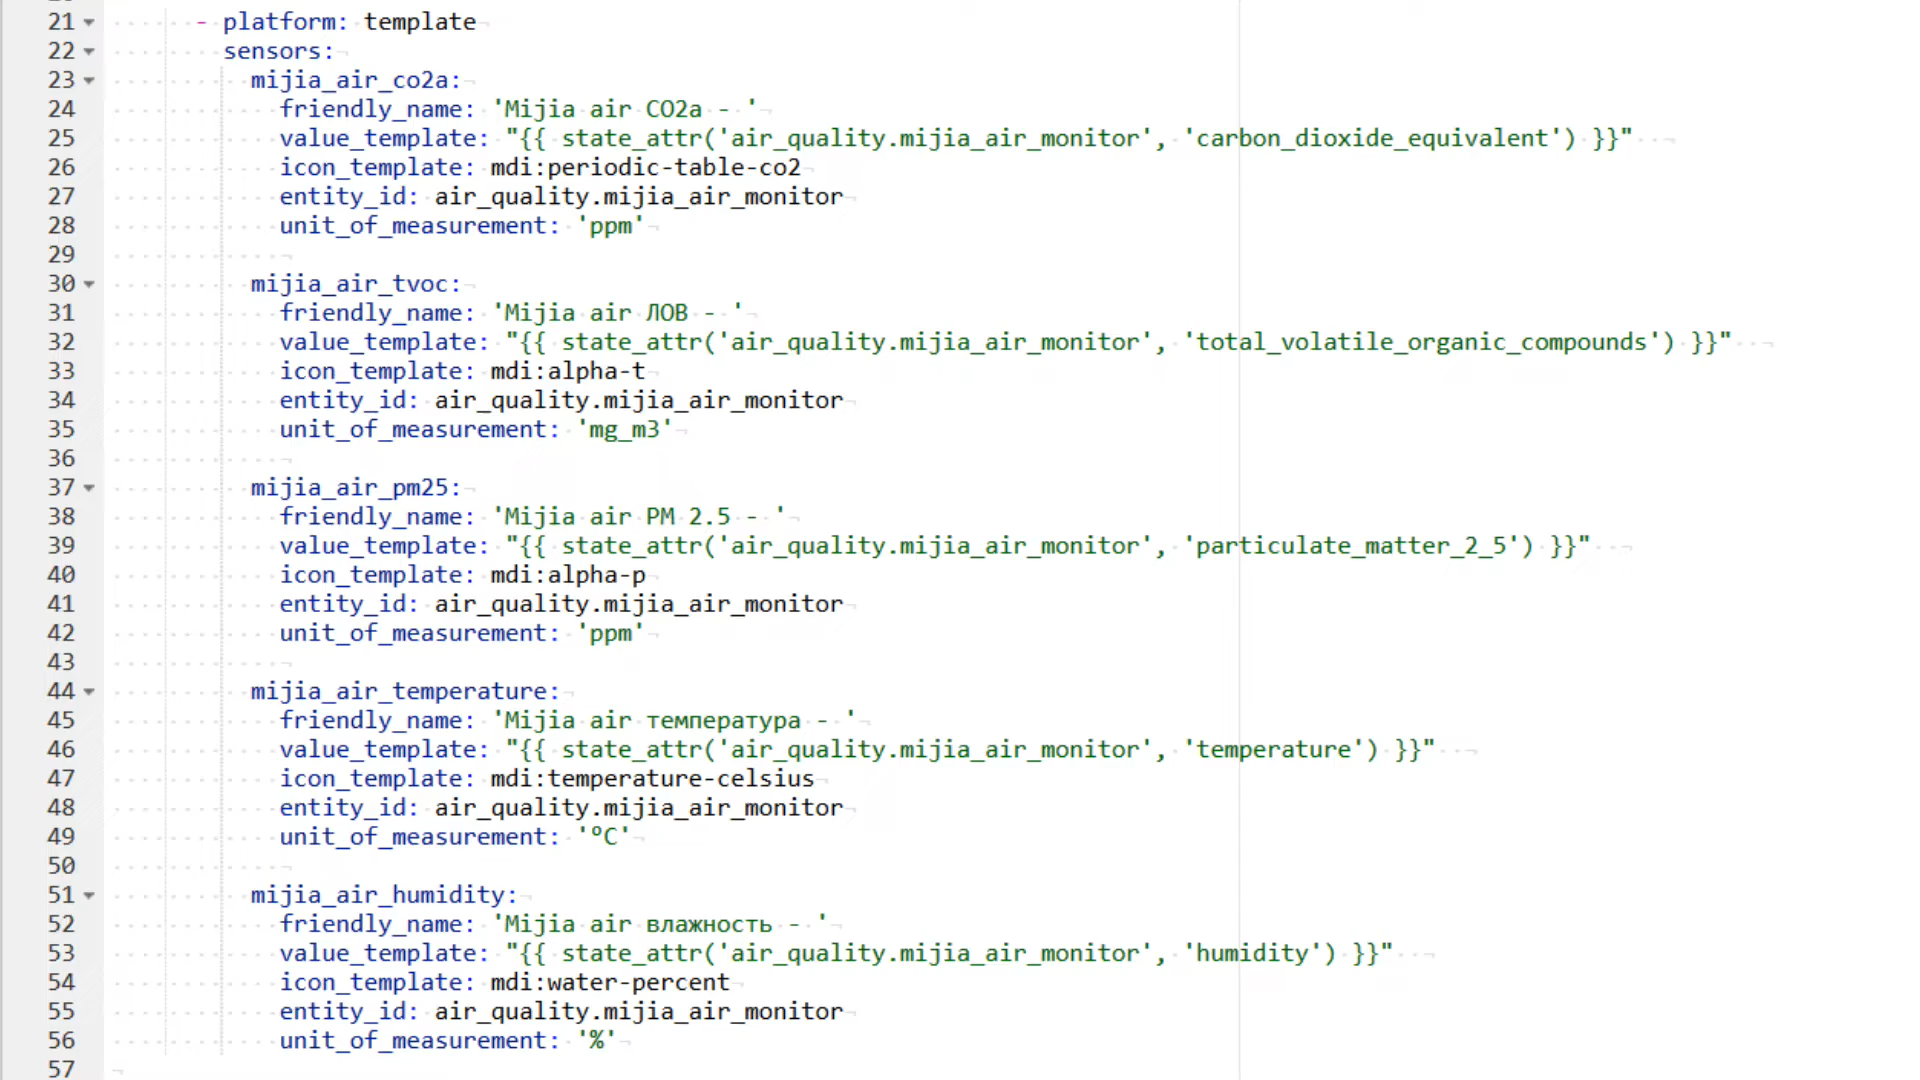 21 - platform: template
22 sensors:
23 mijia_air_co2a:
24 friendly_name: 'Mijia air CO2a - '
25 value_template: "{{ state_attr('air_quality.mijia_air_monitor', 'carbon_dioxide_equivalent') }}"
26 icon_template: mdi:periodic-table-co2
27 entity_id: air_quality.mijia_air_monitor
28 unit_of_measurement: 'ppm'
29
30 mijia_air_tvoc:
31 friendly_name: 'Mijia air ЛОВ - '
32 value_template: "{{ state_attr('air_quality.mijia_air_monitor', 'total_volatile_organic_compounds') }}"
33 icon_template: mdi:alpha-t
34 entity_id: air_quality.mijia_air_monitor
35 unit_of_measurement: 'mg_m3'
36
37 mijia_air_pm25:
38 friendly_name: 'Mijia air PM 2.5 - '
39 value_template: "{{ state_attr('air_quality.mijia_air_monitor', 'particulate_matter_2_5') }}"
40 icon_template: mdi:alpha-p
41 entity_id: air_quality.mijia_air_monitor
42 unit_of_measurement: 'ppm'
43
44 mijia_air_temperature:
45 friendly_name: 'Mijia air температура - '
46 value_template: "{{ state_attr('air_quality.mijia_air_monitor', 'temperature') }}"
47 icon_template: mdi:temperature-celsius
48 entity_id: air_quality.mijia_air_monitor
49 unit_of_measurement: 'ºC'
50
51 mijia_air_humidity:
52 friendly_name: 'Mijia air влажность - '
53 value_template: "{{ state_attr('air_quality.mijia_air_monitor', 'humidity') }}"
54 icon_template: mdi:water-percent
55 entity_id: air_quality.mijia_air_monitor
56 unit_of_measurement: '%'
57